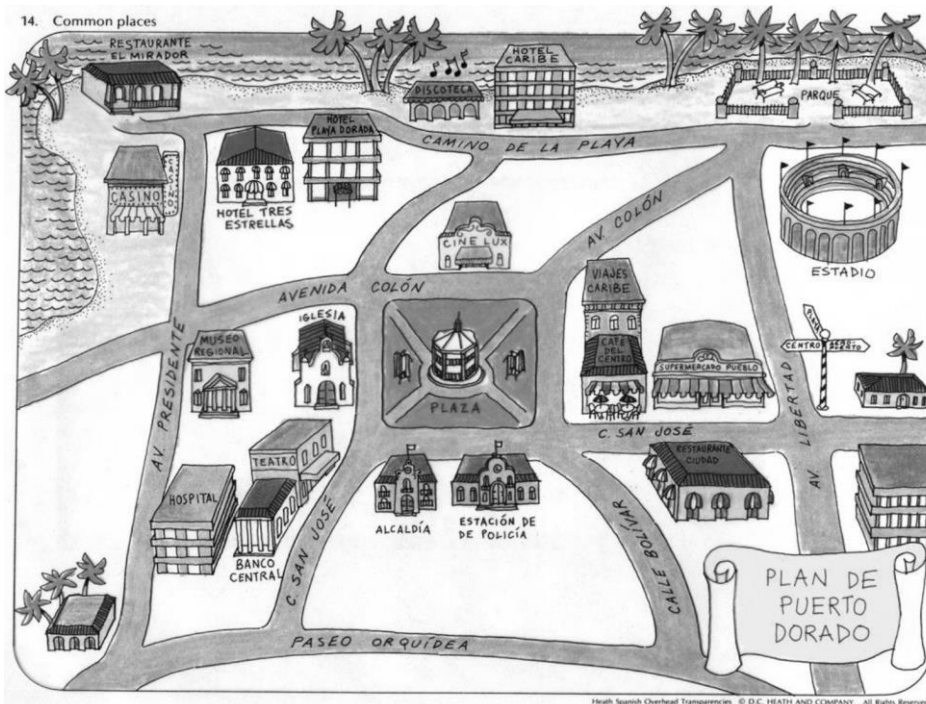 14. Common places
RESTAURANTE
EL MIRADOR
DISCOTECA
HOTEL
CARIBE
PARQUE
HOTEL
PLAYA DORADA
CAMINO DE LA PLAYA
CASINO
CASINO
HOTEL TRES
ESTRELLAS
CINE LUX
AV. COLÓN
ESTADIO
AVENIDA COLÓN
VIAJES
CARIBE
IGLESIA
MUSEO
REGIONAL
CAFÉ
DEL
CENTRO
SUPERMERCADO PUEBLO
PLAYA
CENTRO
PLAZA
AV. PRESIDENTE
AV. LIBERTAD
C. SAN JOSÉ
TEATRO
RESTAURANTE
CIUDAD
HOSPITAL
ALCALDÍA
ESTACIÓN DE
DE POLICÍA
BANCO
CENTRAL
C. SAN JOSÉ
CALLE BOLÍVAR
PASEO ORQUÍDEA
PLAN DE
PUERTO
DORADO
Heath Spanish Overhead Transparencies © D.C. HEATH AND COMPANY All Rights Reserved